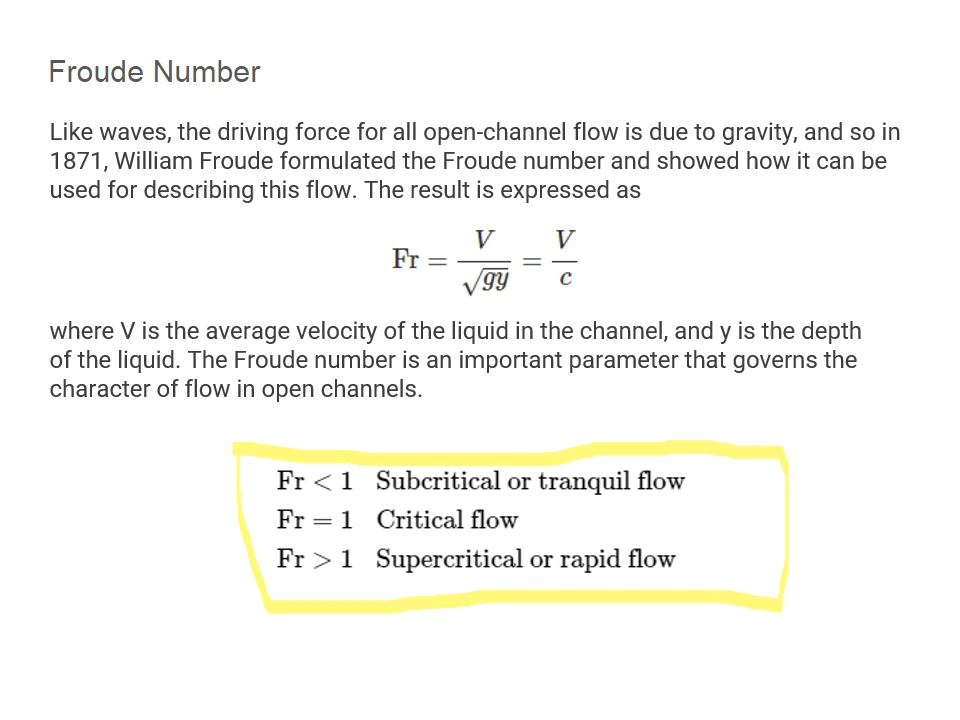 Froude Number
Like waves, the driving force for all open-channel flow is due to gravity, and so in
1871, William Froude formulated the Froude number and showed how it can be
used for describing this flow. The result is expressed as
Fr = V/√gy = V/c
where V is the average velocity of the liquid in the channel, and y is the depth
of the liquid. The Froude number is an important parameter that governs the
character of flow in open channels.
Fr < 1 Subcritical or tranquil flow
Fr = 1 Critical flow
Fr > 1 Supercritical or rapid flow